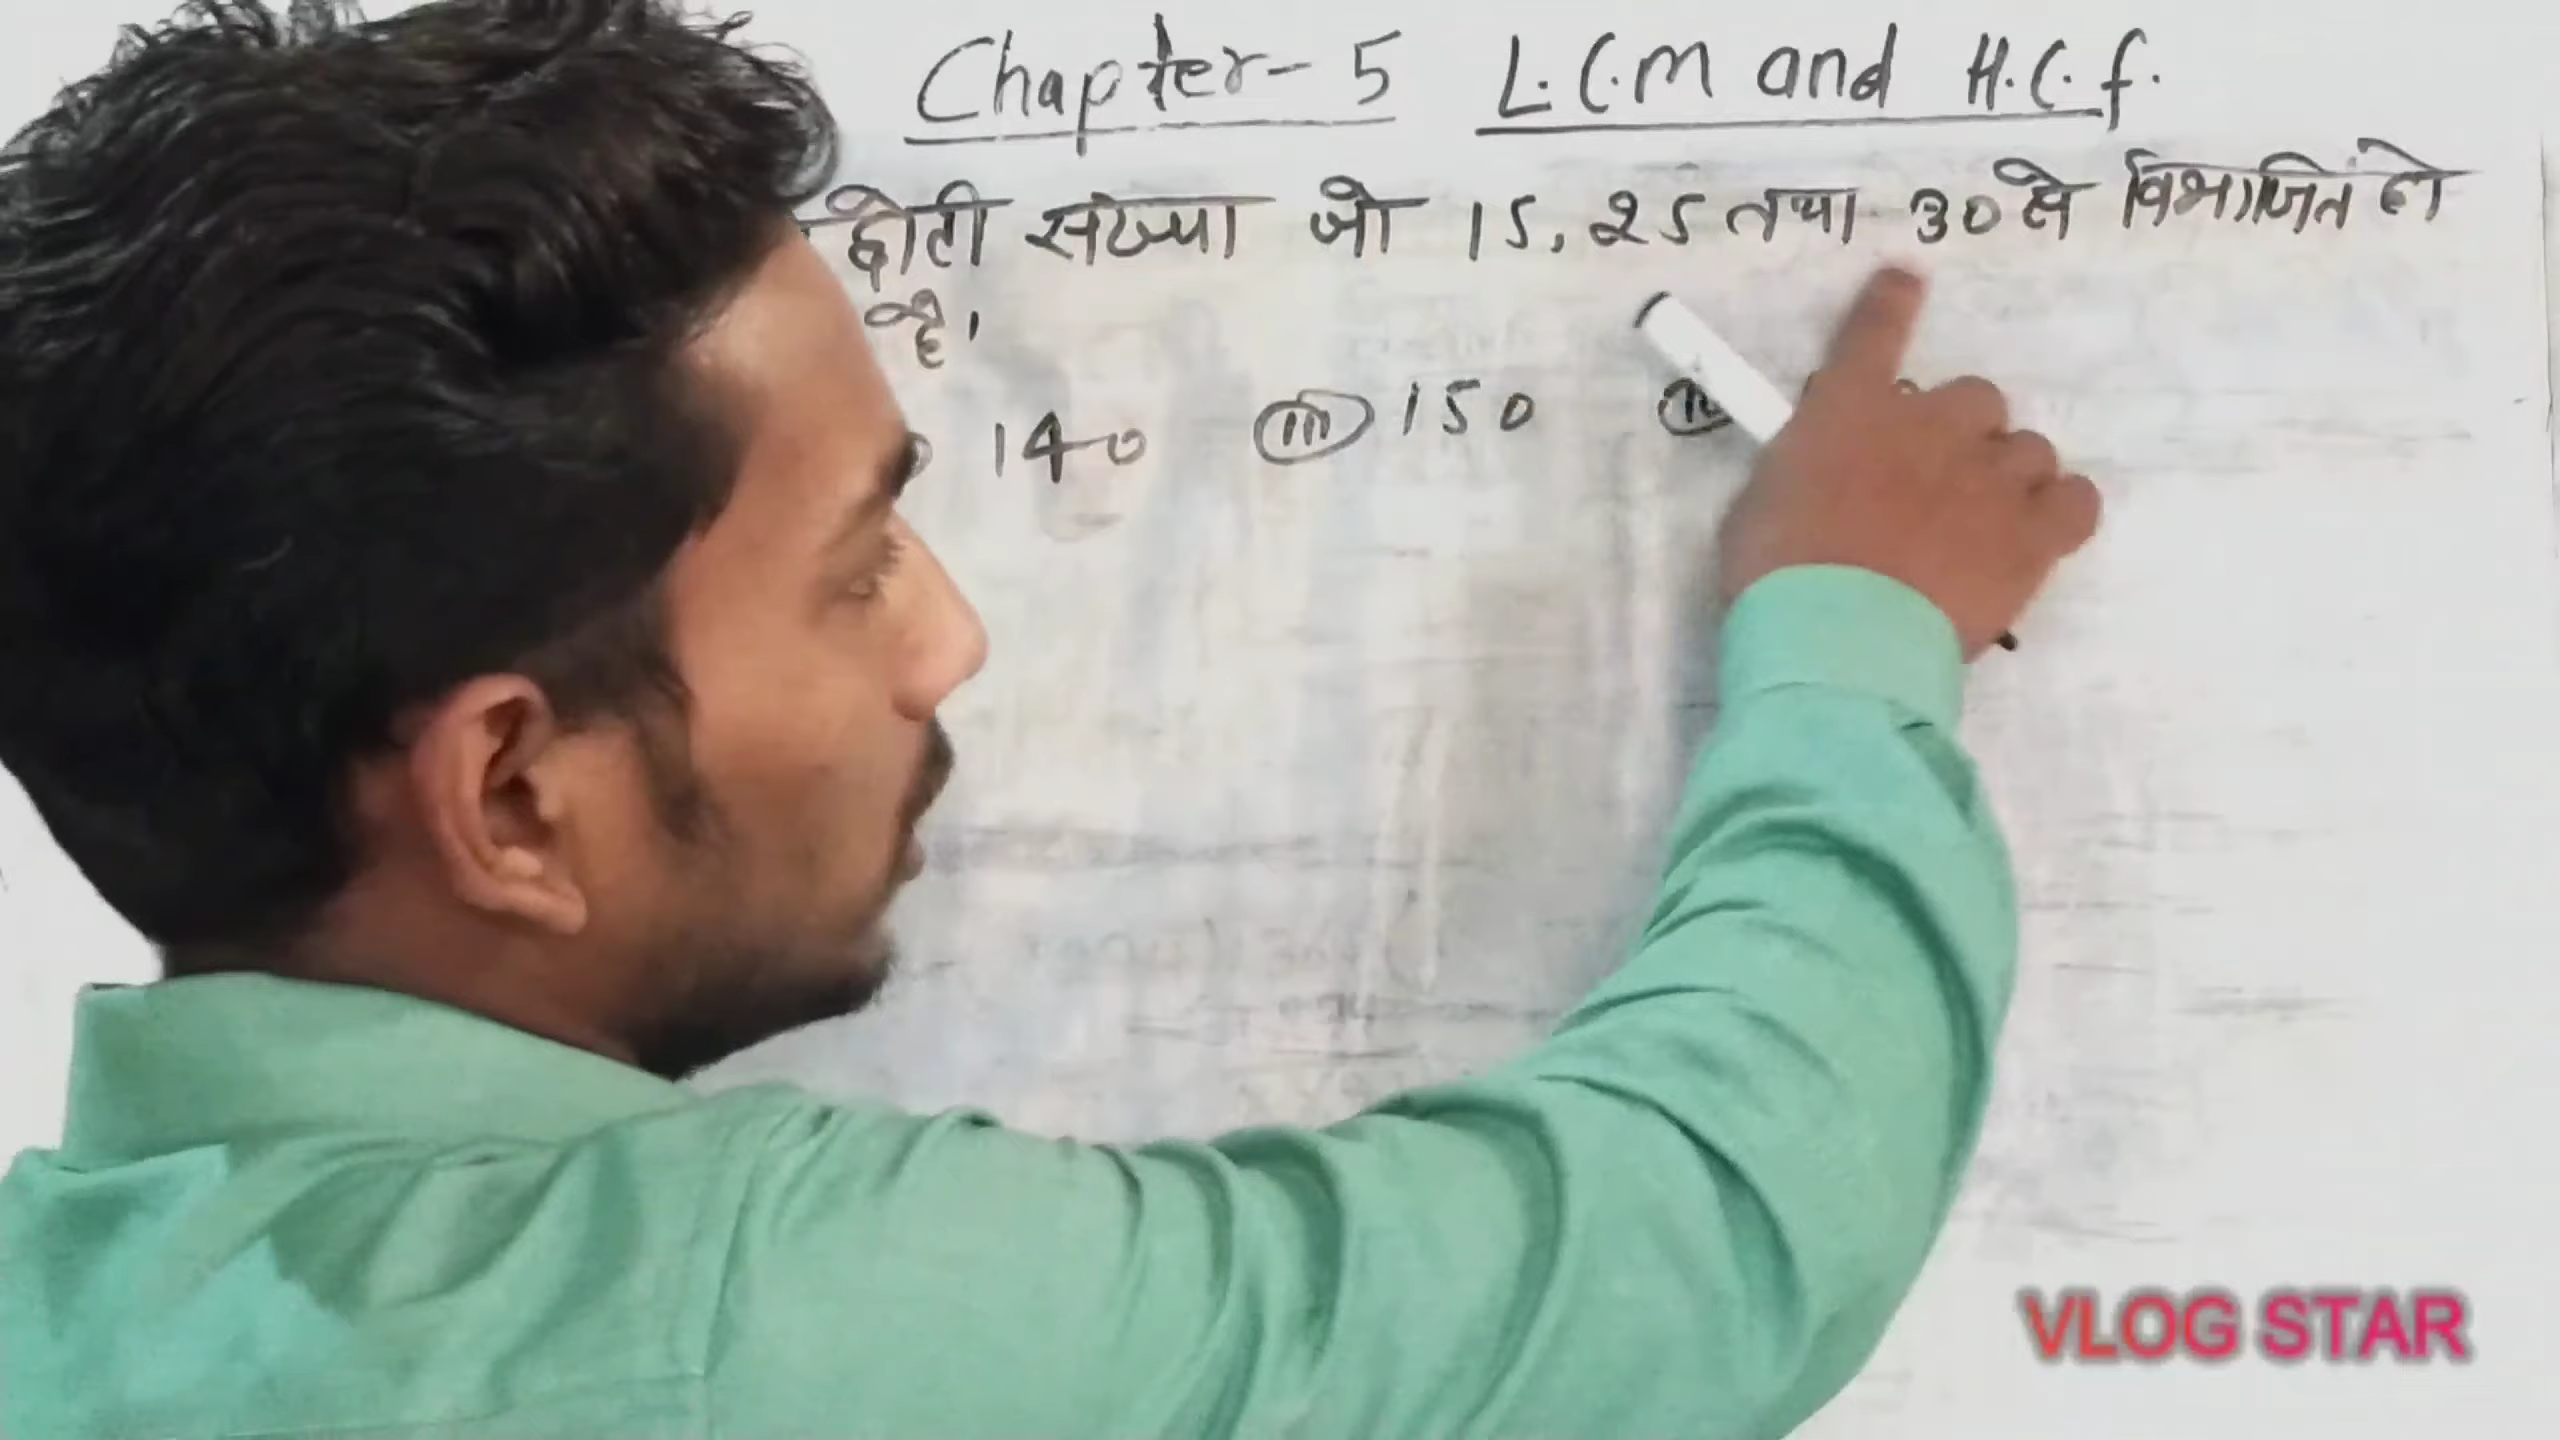 Chapter-5 L.C.M and H.C.f.
छोटी संख्या जो 15, 25 तथा 30 से विभाजित हो
है।
140 (iii) 150
VLOG STAR